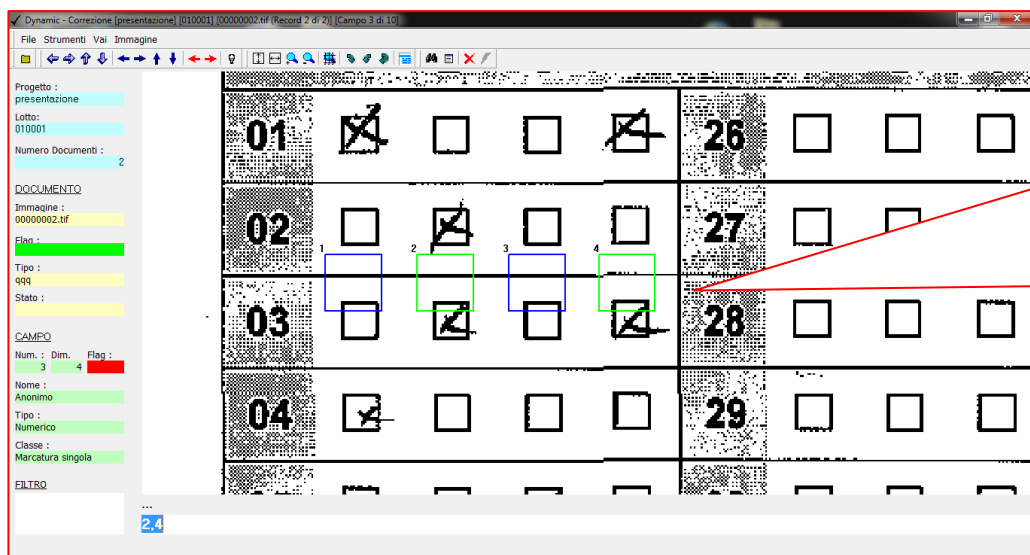 Dynamic - Correzione [presentazione] [010001] [00000002.tif (Record 2 di 2)] [Campo 3 di 10]
File Strumenti Vai Immagine
Progetto :
presentazione
Lotto:
010001
Numero Documenti :
2
DOCUMENTO
Immagine :
00000002.tif
Flag :
Tipo :
qqq
Stato :
CAMPO
Num. : Dim. Flag :
3 4
Nome :
Anonimo
Tipo :
Numerico
Classe :
Marcatura singola
FILTRO
01 26
02 27
1 2 3 4
03 28
04 29
...
2,4